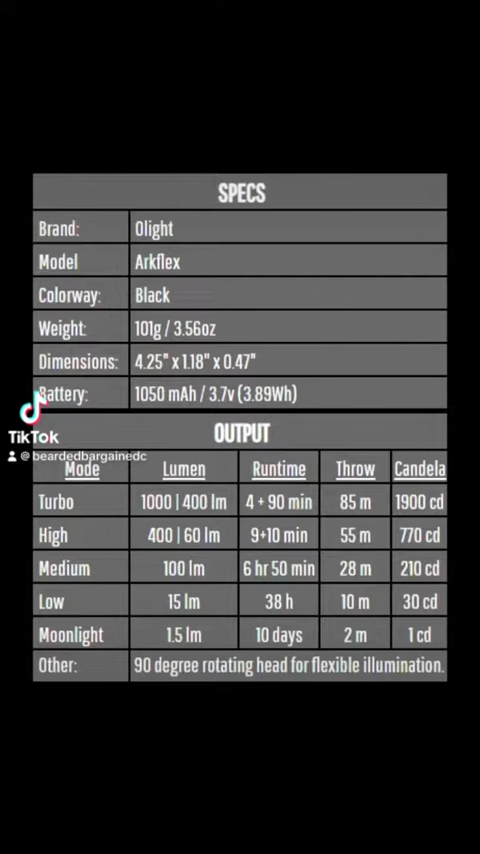 SPECS
Brand: Olight
Model Arkflex
Colorway: Black
Weight: 101g / 3.56oz
Dimensions: 4.25" x 1.18" x 0.47"
Battery: 1050 mAh / 3.7v (3.89Wh)
TikTok
@beardedbargainedc
OUTPUT
Mode Lumen Runtime Throw Candela
Turbo 1000 | 400 lm 4 + 90 min 85 m 1900 cd
High 400 | 60 lm 9+10 min 55 m 770 cd
Medium 100 lm 6 hr 50 min 28 m 210 cd
Low 15 lm 38 h 10 m 30 cd
Moonlight 1.5 lm 10 days 2 m 1 cd
Other: 90 degree rotating head for flexible illumination.